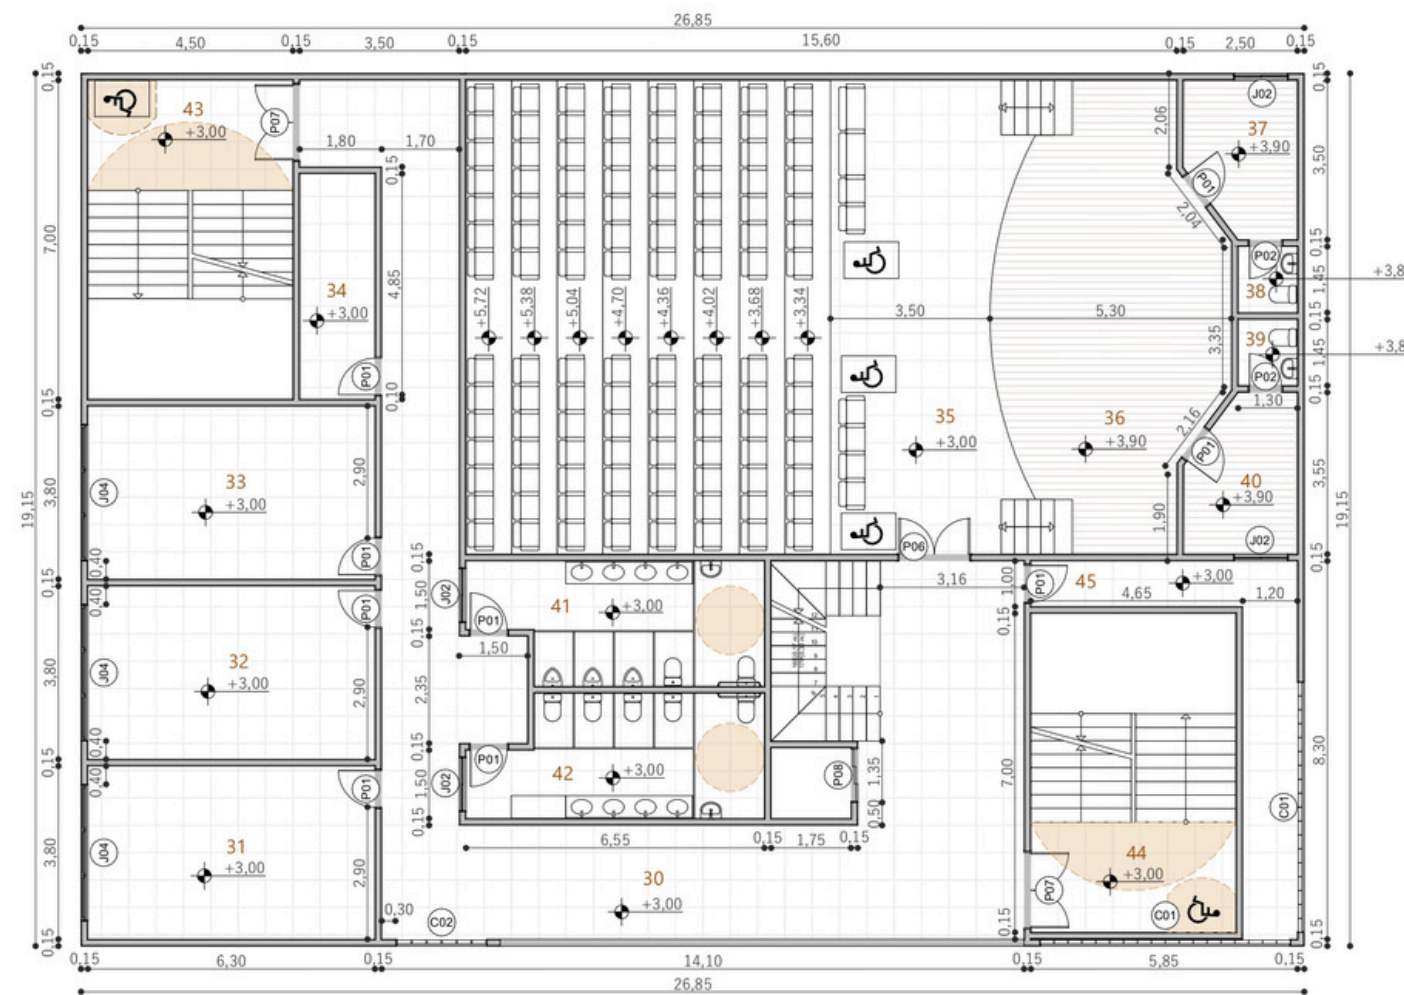 26,85
0,15 4,50 0,15 3,50 0,15 15,60 0,15 2,50 0,15
0,15 43 +3,00 P07 1,80 1,70 0,15 2,06 J02 37 +3,90 P01 2,04 3,50 0,15
7,00 34 +3,00 4,85 P01 0,10
+5,72 +5,38 +5,04 +4,70 +4,36 +4,02 +3,68 +3,34
3,50 5,30 3,35
P02 38 +3,8 0,15 1,45 0,15
39 P02 +3,8 1,45 0,15 1,30
35 +3,00 36 +3,90 2,16 P01 40 +3,90 J02 1,90 3,55 0,15
19,15 19,15
0,15 33 +3,00 J04 2,90 P01 3,80 0,40
0,15 0,40 P01 32 +3,00 J04 2,90 3,80 0,40
0,15 0,40 P01 31 +3,00 J04 2,90 3,80 0,15
0,15 1,50 J02 P01 41 +3,00 0,15
1,50 2,35
0,15 P01 42 +3,00 J02 1,50 0,15
P06 3,16 1,00 P01 45 +3,00 4,65 1,20 0,15
P08 1,35 0,50
6,55 0,15 1,75 0,15
7,00 8,30 C01
44 +3,00 P07 C01 0,15 0,15
30 +3,00
0,30 C02
0,15 6,30 0,15 14,10 0,15 5,85 0,15
26,85